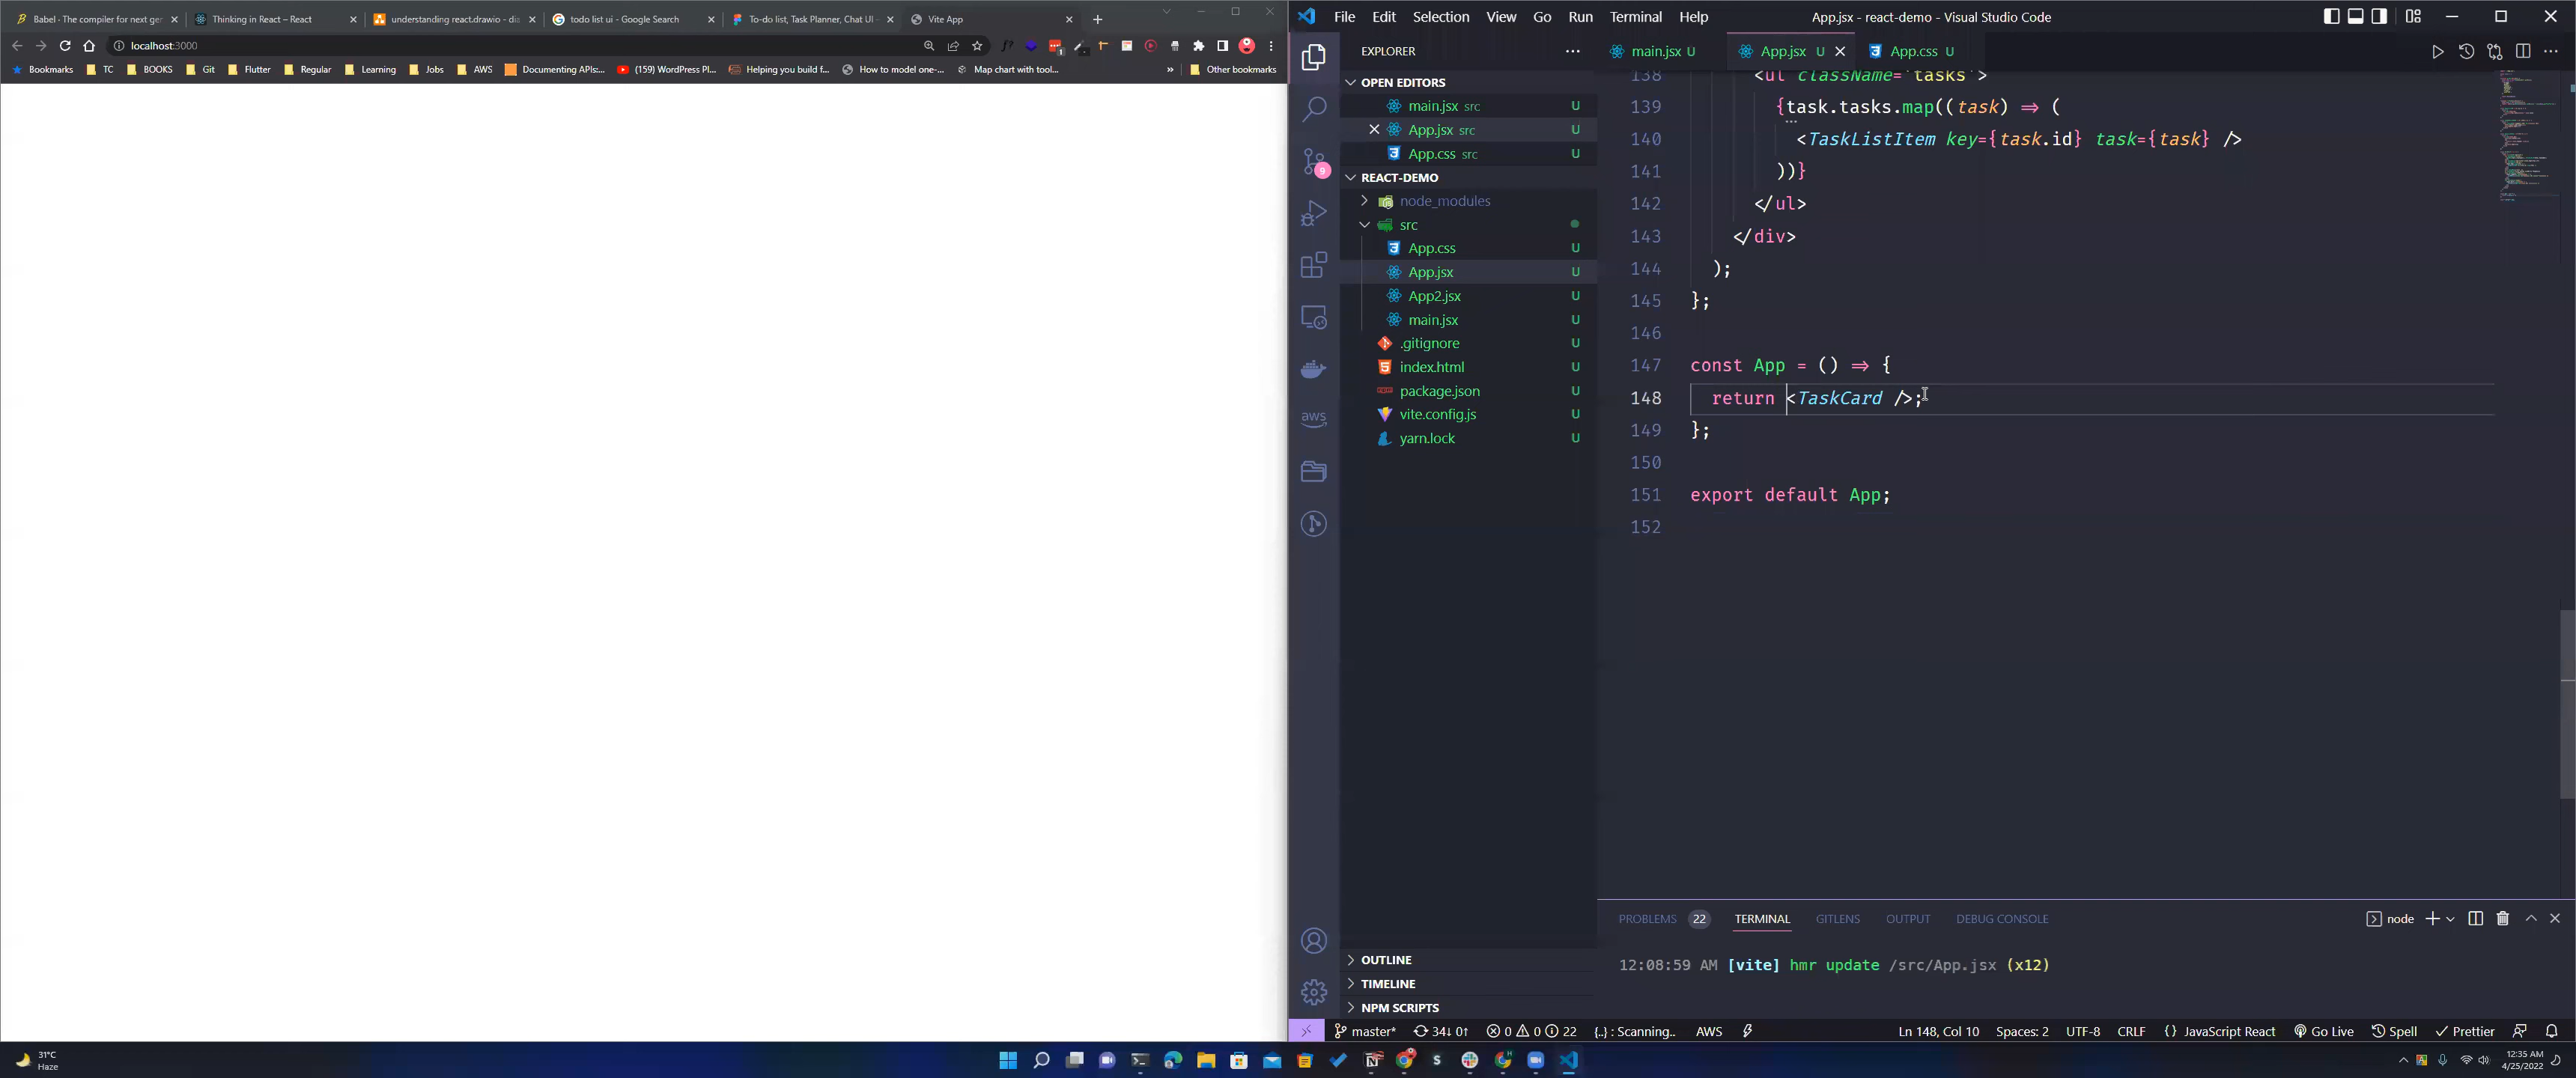 Babel · The compiler for next ger
Thinking in React – React
understanding react.drawio - dia
todo list ui - Google Search
To-do list, Task Planner, Chat UI –
Vite App
localhost:3000
Bookmarks
TC
BOOKS
Git
Flutter
Regular
Learning
Jobs
AWS
Documenting APIs:...
(159) WordPress Pl...
Helping you build f...
How to model one-...
Map chart with tool...
»
Other bookmarks
File Edit Selection View Go Run Terminal Help
App.jsx - react-demo - Visual Studio Code
EXPLORER
main.jsx U
App.jsx U
App.css U
OPEN EDITORS
main.jsx src U
App.jsx src U
App.css src U
REACT-DEMO
node_modules
src
App.css U
App.jsx U
App2.jsx U
main.jsx U
.gitignore U
index.html U
package.json U
vite.config.js U
yarn.lock U
9
aws
OUTLINE
TIMELINE
NPM SCRIPTS
138 <ul className='tasks'>
139 {task.tasks.map((task) => (
140 <TaskListItem key={task.id} task={task} />
141 ))}
142 </ul>
143 </div>
144 );
145 };
146
147 const App = () => {
148 return <TaskCard />;
149 };
150
151 export default App;
152
PROBLEMS 22 TERMINAL GITLENS OUTPUT DEBUG CONSOLE
node
12:08:59 AM [vite] hmr update /src/App.jsx (x12)
master* 34↓ 0↑ 0 0 22 {..} : Scanning.. AWS
Ln 148, Col 10 Spaces: 2 UTF-8 CRLF {} JavaScript React Go Live Spell Prettier
31°C
Haze
12:35 AM
4/25/2022